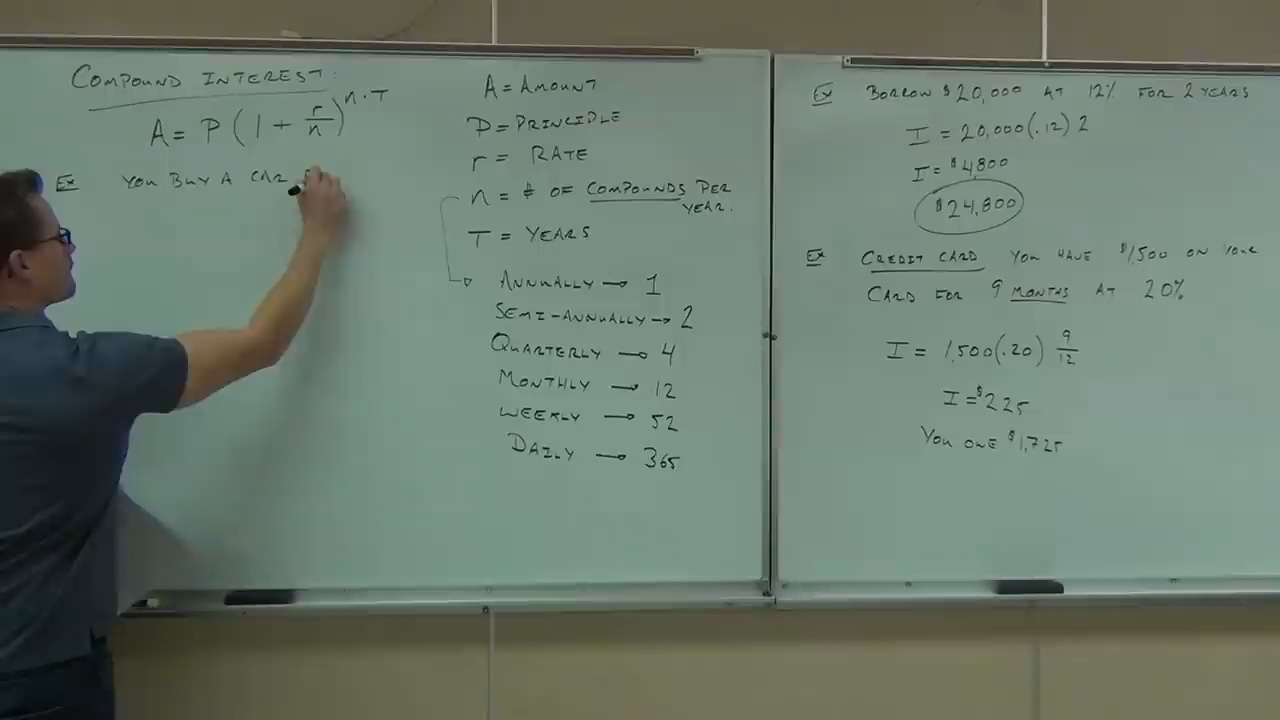 COMPOUND INTEREST:
A = P (1 + r/n)^n·T
Ex YOU BUY A CAR
A = AMOUNT
P = PRINCIPLE
r = RATE
n = # OF COMPOUNDS PER
YEAR.
T = YEARS
ANNUALLY → 1
SEMI-ANNUALLY → 2
QUARTERLY → 4
MONTHLY → 12
WEEKLY → 52
DAILY → 365
Ex BORROW $20,000 AT 12% FOR 2 YEARS
I = 20,000(.12) 2
I = $4800
$24,800
Ex CREDIT CARD YOU HAVE $1,500 ON YOUR
CARD FOR 9 MONTHS AT 20%
I = 1,500(.20) 9/12
I = $225
YOU OWE $1,725